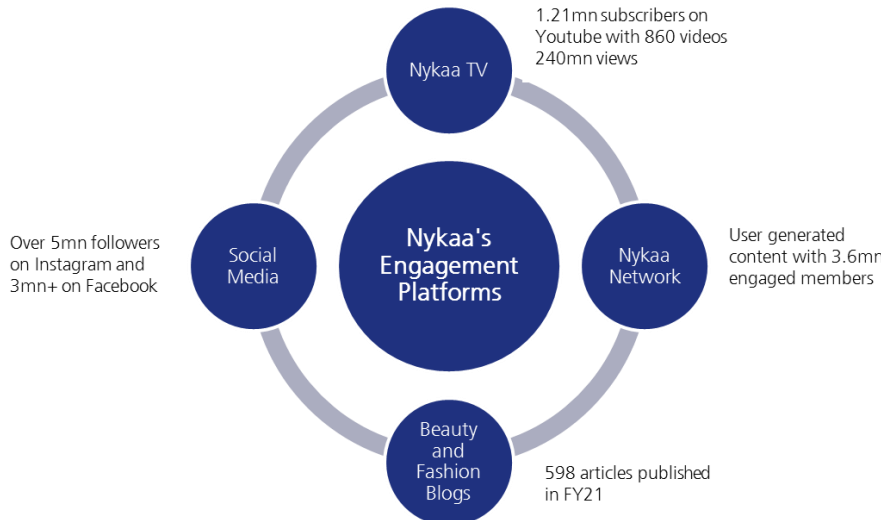 1.21mn subscribers on
Youtube with 860 videos
240mn views
Nykaa TV
Over 5mn followers
on Instagram and
3mn+ on Facebook
Social
Media
Nykaa's
Engagement
Platforms
Nykaa
Network
User generated
content with 3.6mn
engaged members
Beauty
and
Fashion
Blogs
598 articles published
in FY21